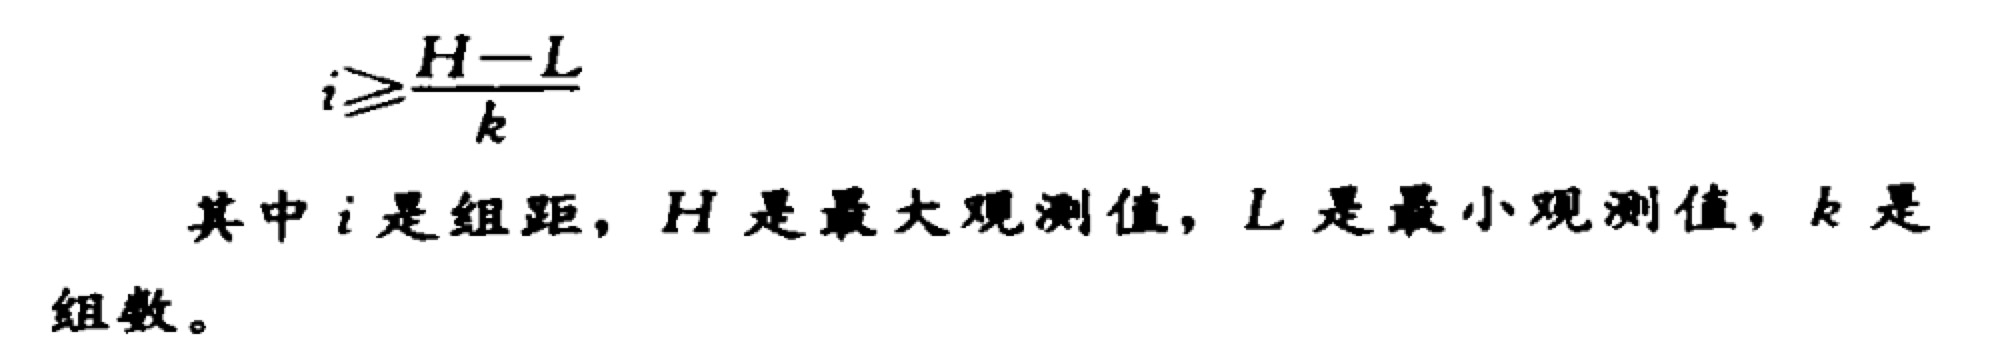 i⩾\frac{H-L}{k}
其中 i 是组距，H 是最大观测值，L 是最小观测值，k 是
组数。